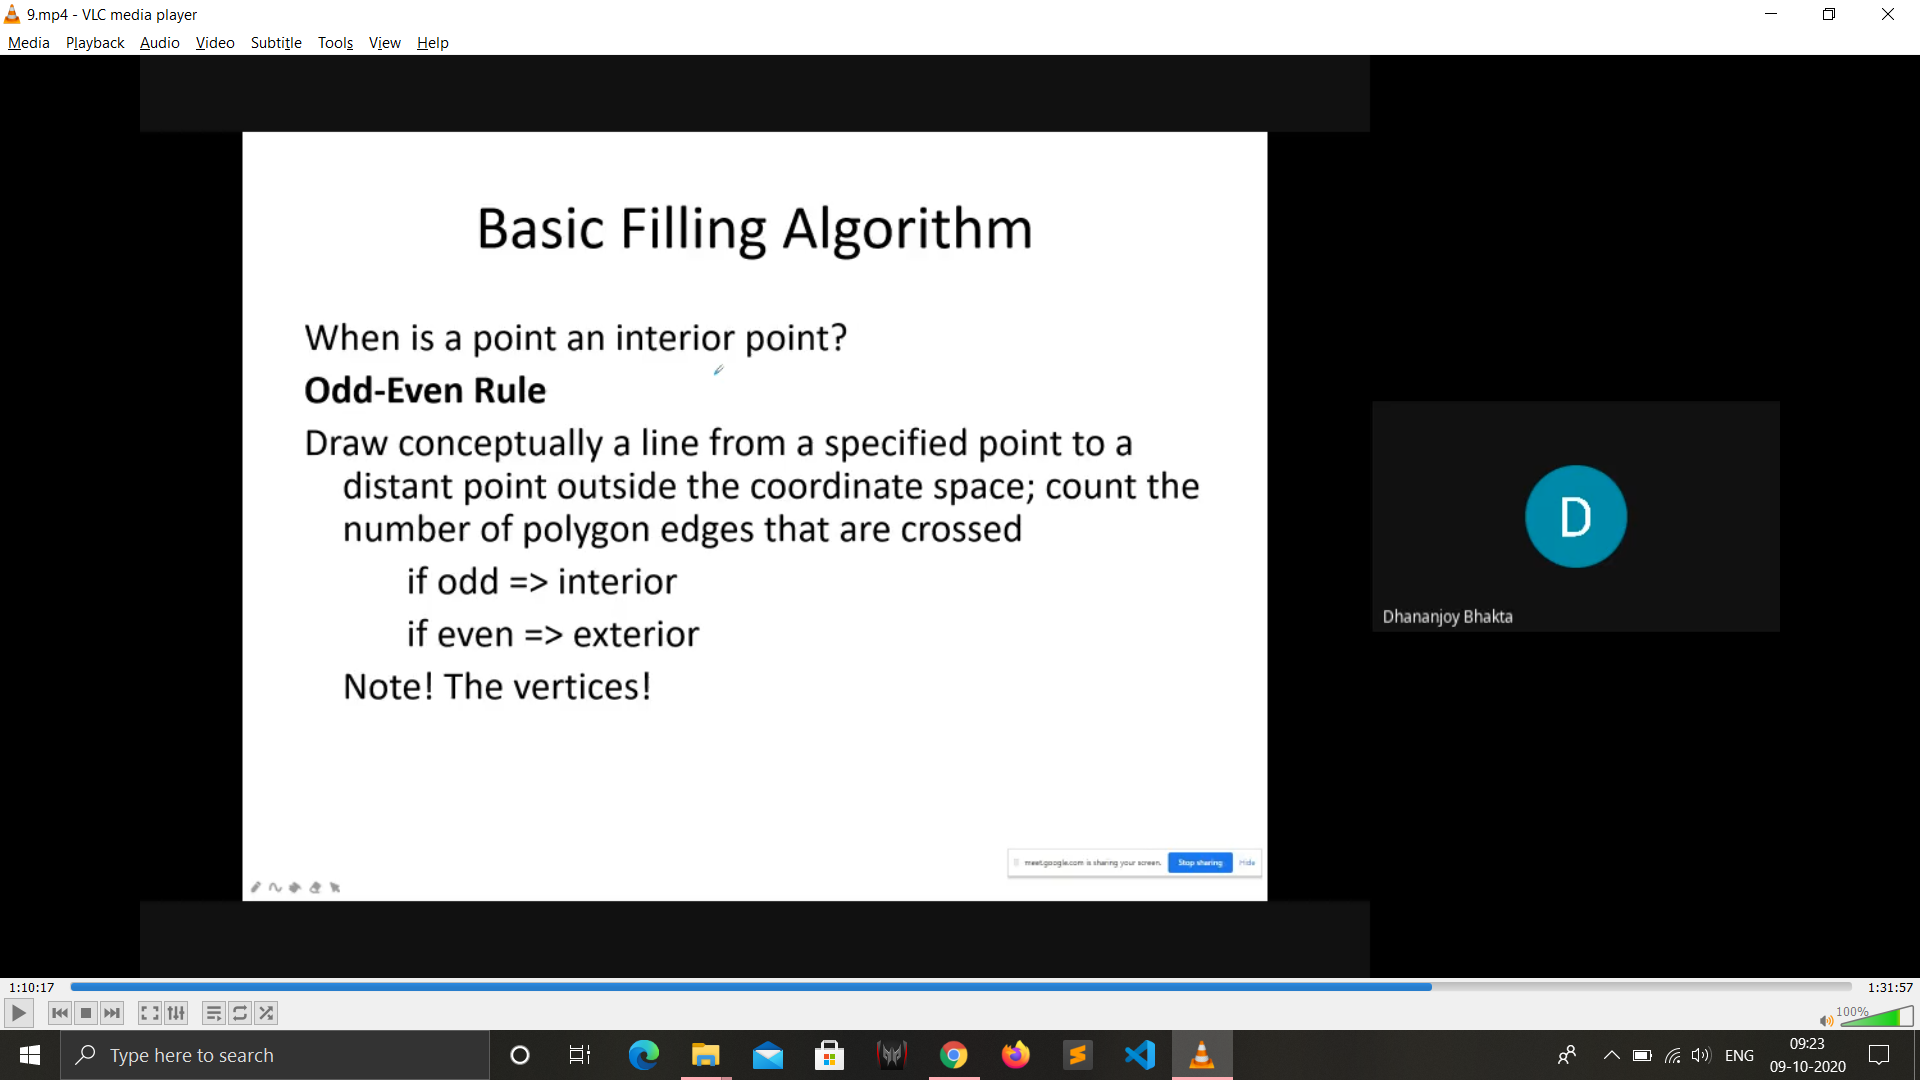 9.mp4 - VLC media player
Media Playback Audio Video Subtitle Tools View Help
Basic Filling Algorithm
When is a point an interior point?
Odd-Even Rule
Draw conceptually a line from a specified point to a
distant point outside the coordinate space; count the
number of polygon edges that are crossed
if odd => interior
if even => exterior
Note! The vertices!
D
Dhananjoy Bhakta
meet.google.com is sharing your screen. Stop sharing Hide
1:10:17 1:31:57
100%
Type here to search
ENG
09:23
09-10-2020